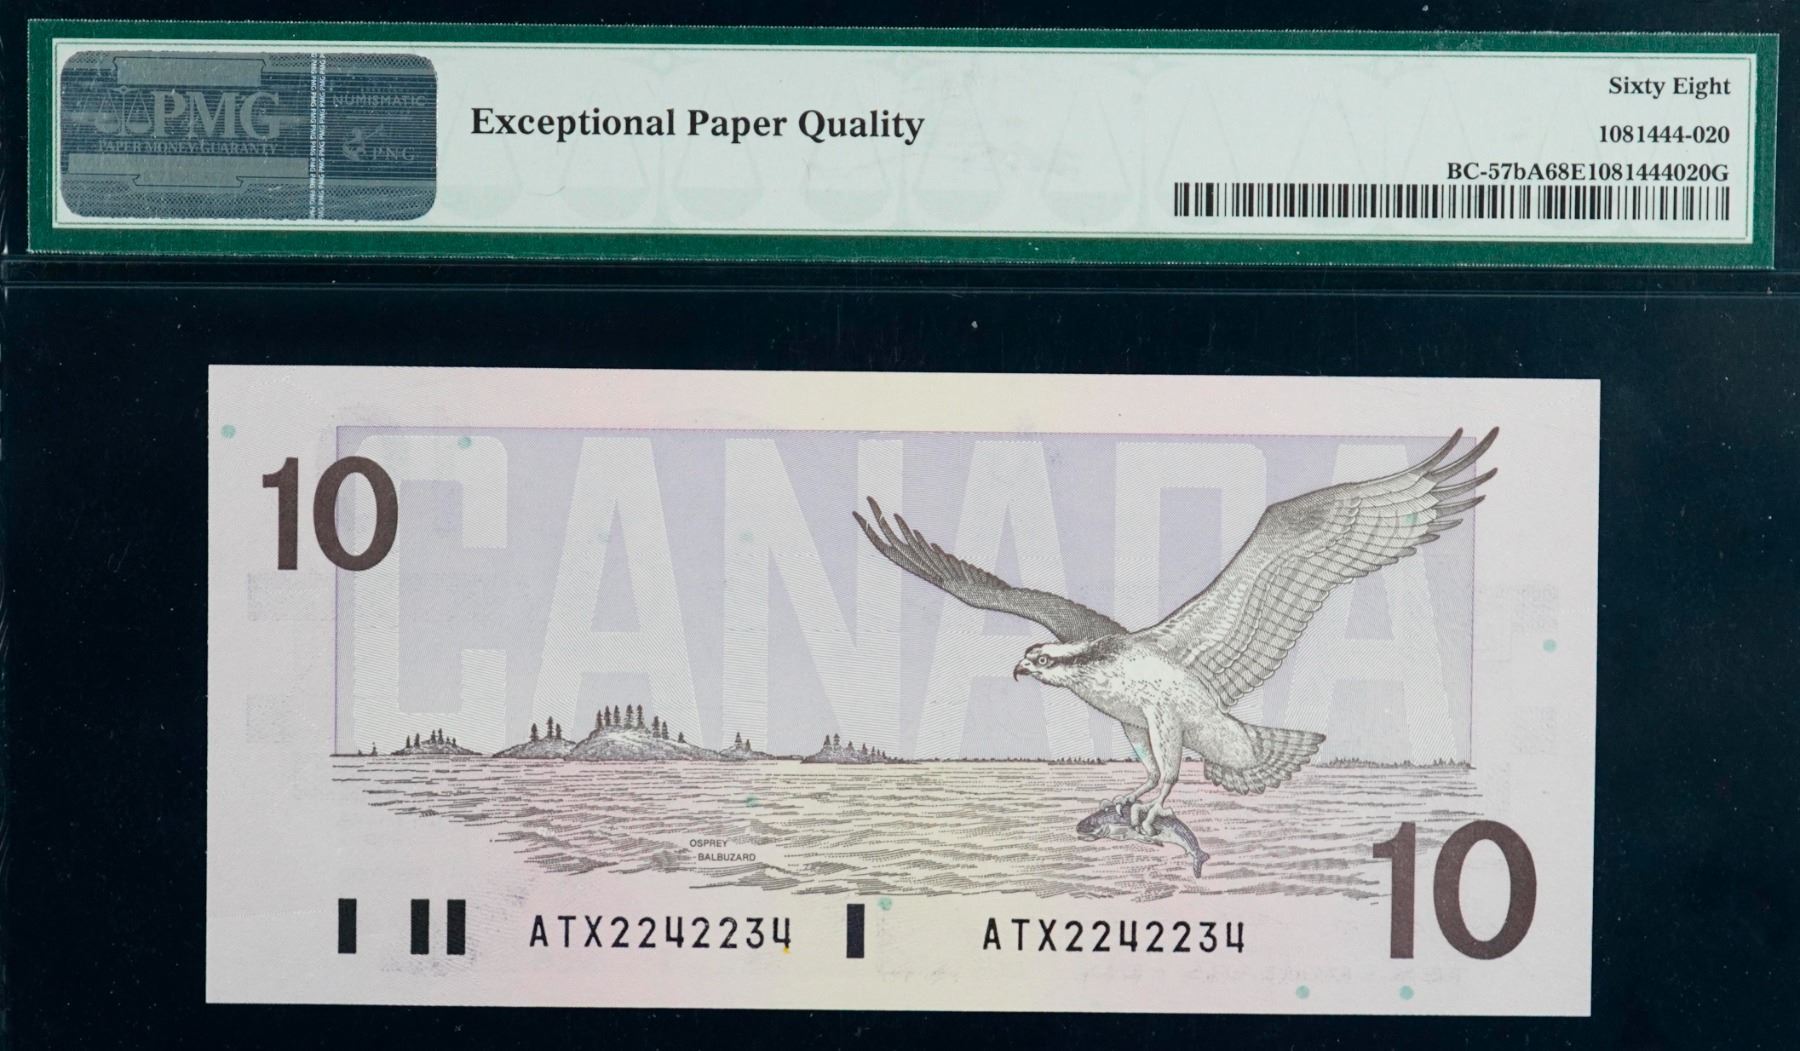 PMG
PAPER MONEY GUARANTY
NUMISMATIC
PNG
Exceptional Paper Quality
Sixty Eight
1081444-020
BC-57bA68E1081444020G
10
CANADA
OSPREY
BALBUZARD
ATX2242234
ATX2242234
10